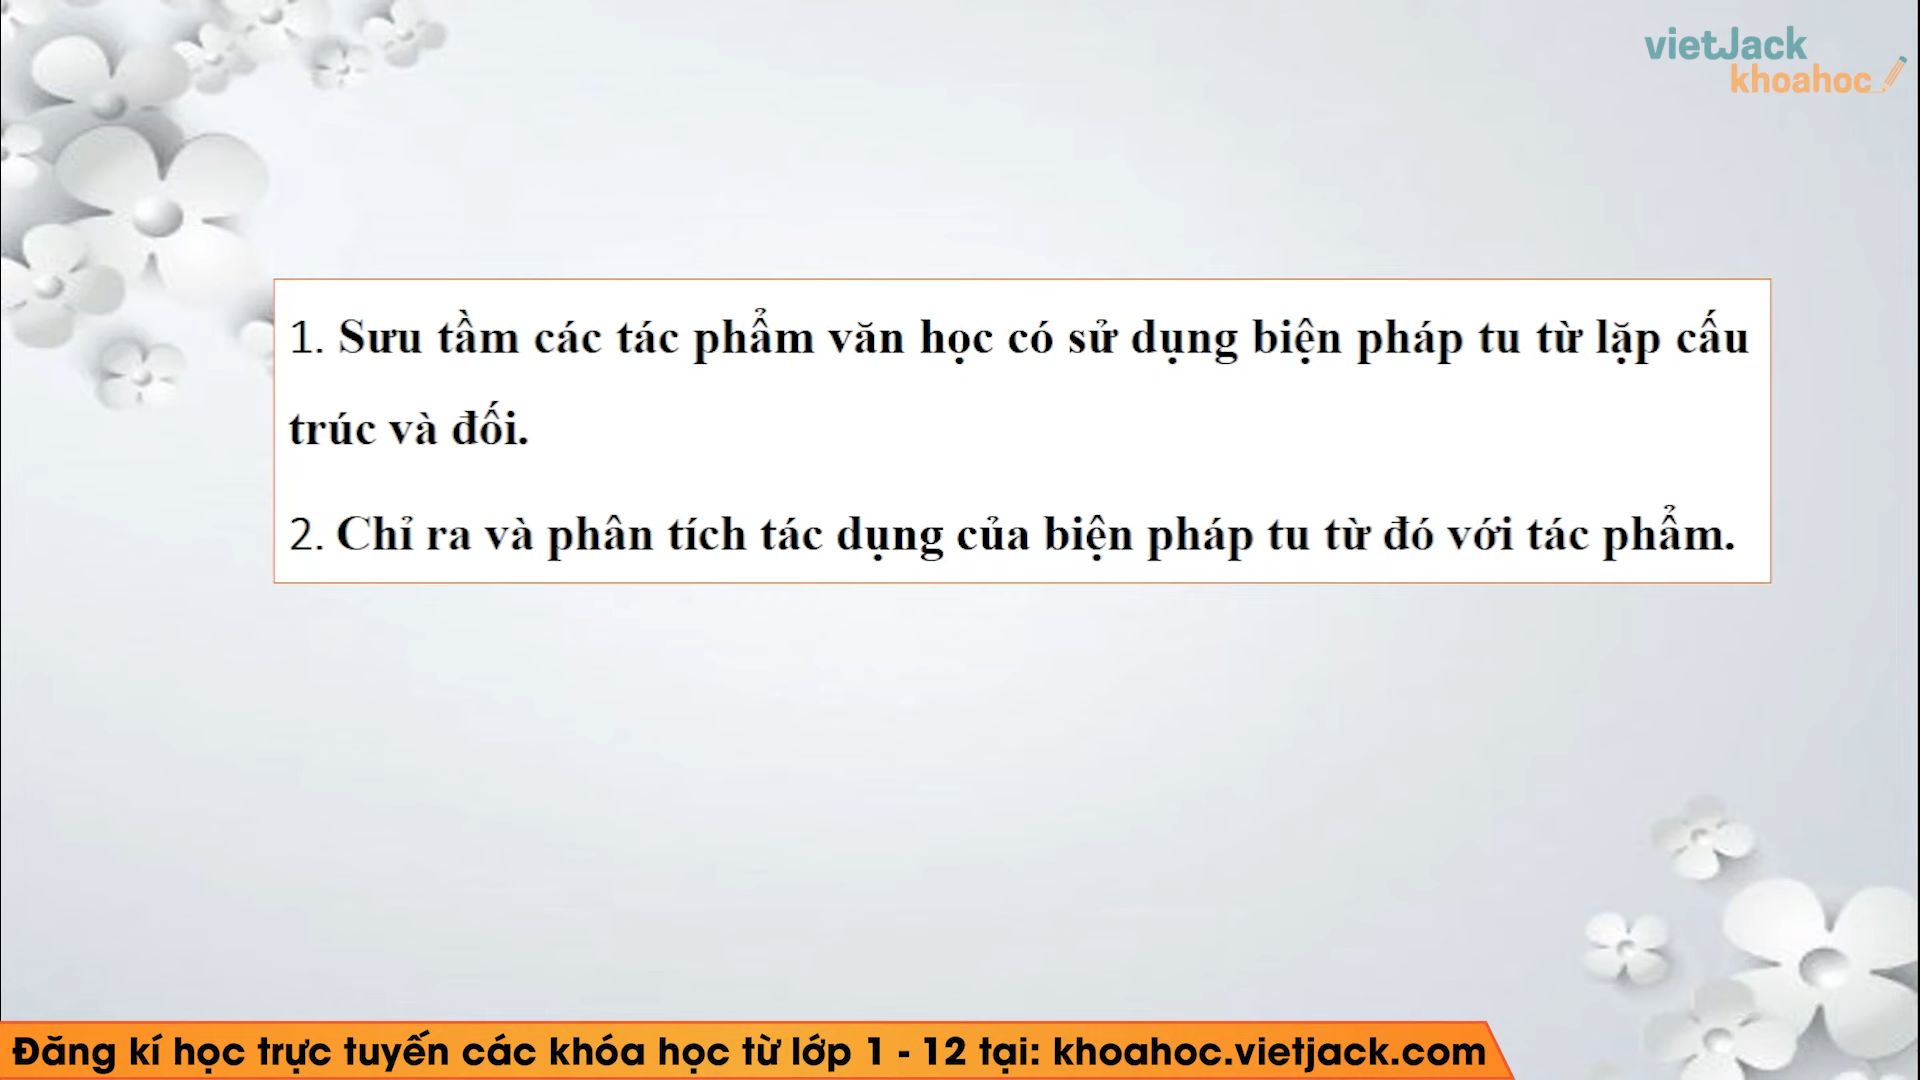 vietJack
khoahoc
1. Sưu tầm các tác phẩm văn học có sử dụng biện pháp tu từ lặp cấu
trúc và đối.
2. Chỉ ra và phân tích tác dụng của biện pháp tu từ đó với tác phẩm.
Đăng kí học trực tuyến các khóa học từ lớp 1 - 12 tại: khoahoc.vietjack.com